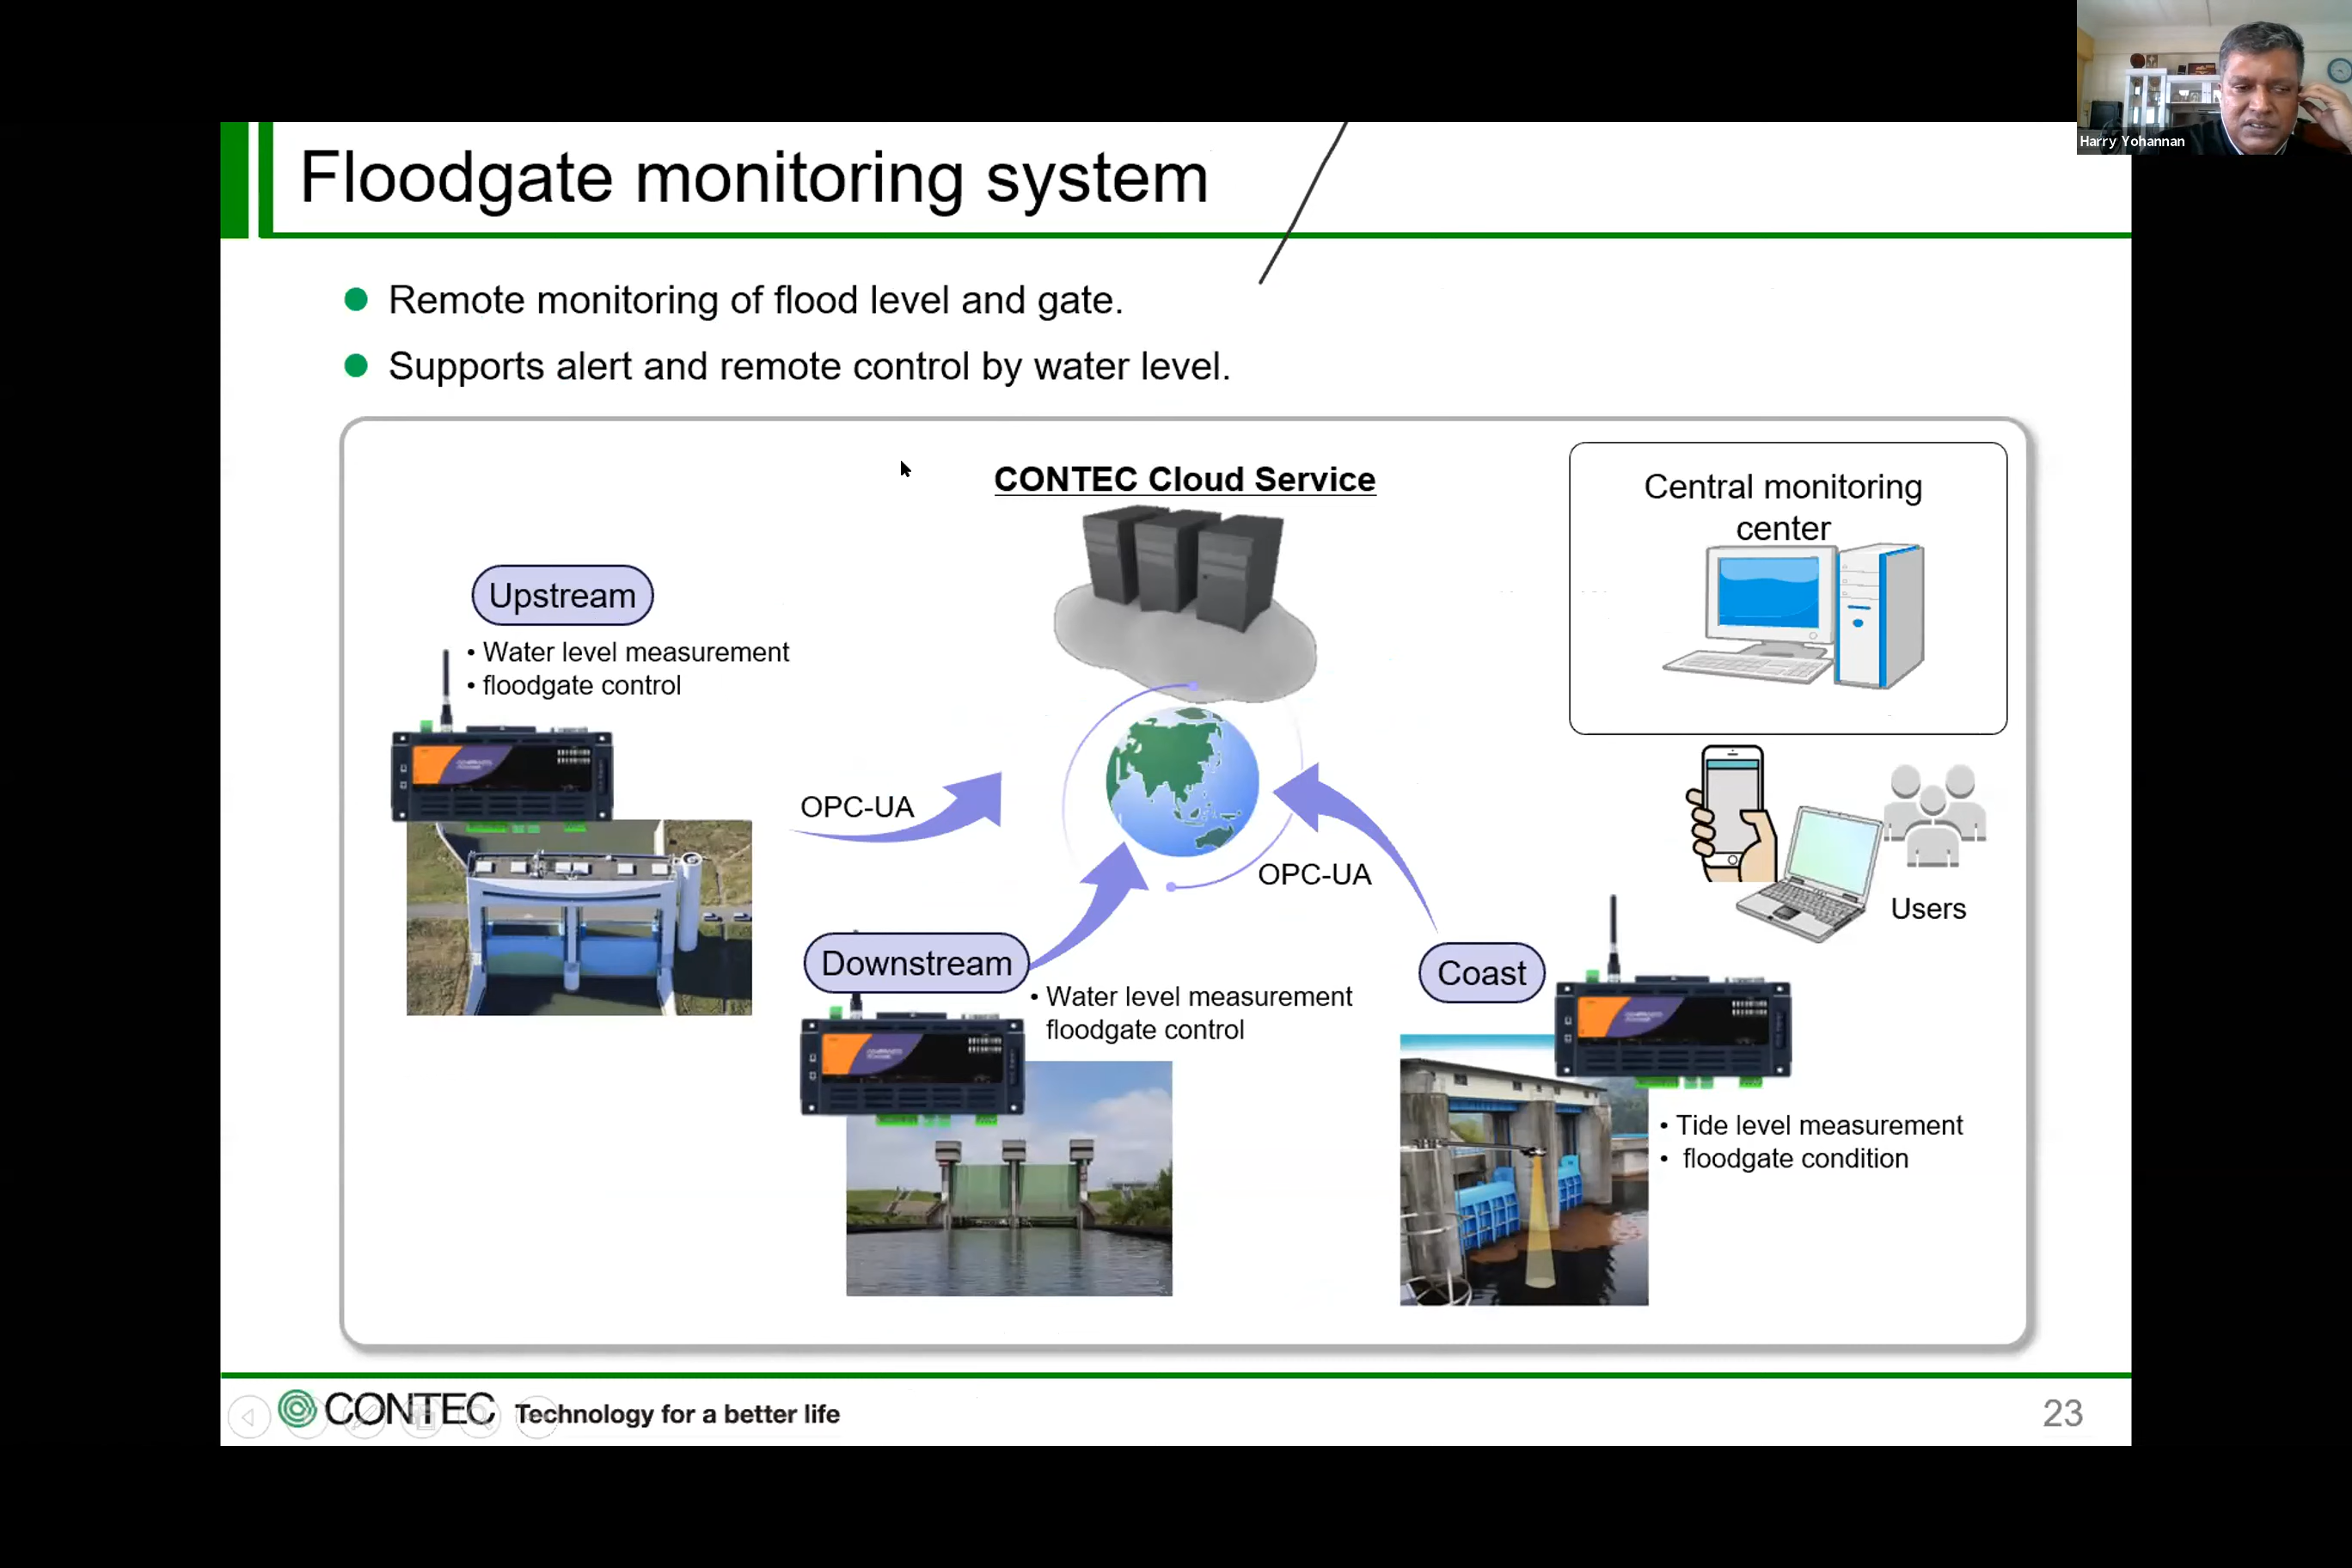 Harry Yohannan
Floodgate monitoring system
Remote monitoring of flood level and gate.
Supports alert and remote control by water level.
CONTEC Cloud Service
Central monitoring
center
Upstream
• Water level measurement
• floodgate control
OPC-UA
OPC-UA
Users
Downstream
• Water level measurement
floodgate control
Coast
• Tide level measurement
• floodgate condition
CONTEC Technology for a better life
23